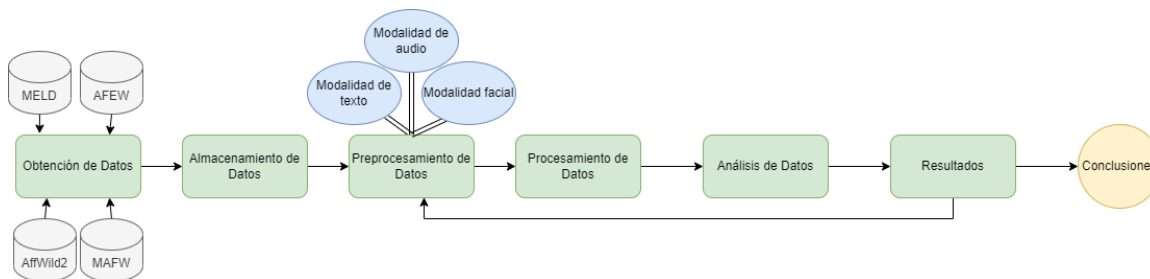 Modalidad de
audio
Modalidad de
texto
Modalidad facial
MELD
AFEW
Obtención de Datos
Almacenamiento de
Datos
Preprocesamiento de
Datos
Procesamiento de
Datos
Análisis de Datos
Resultados
Conclusione
AffWild2
MAFW